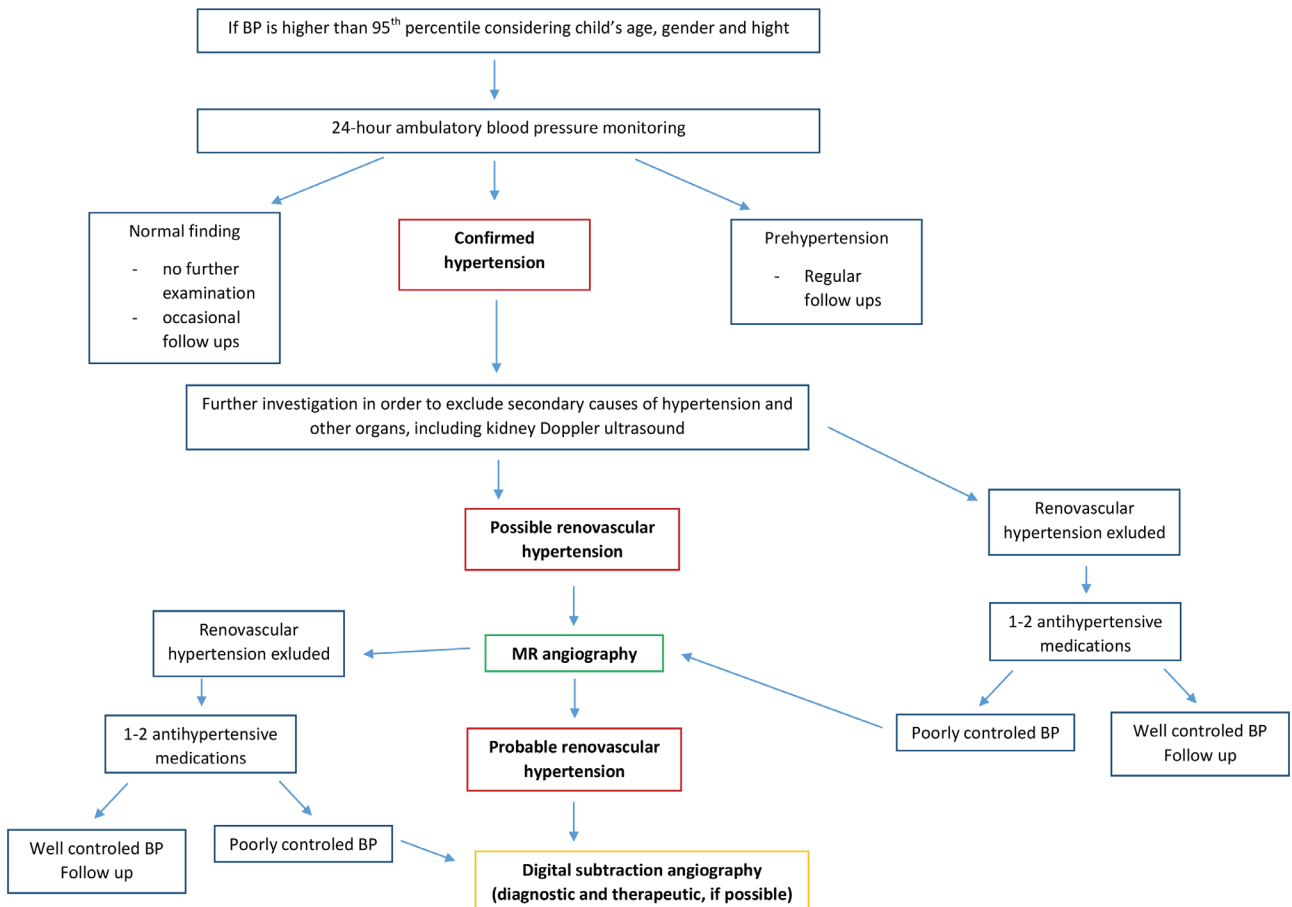 If BP is higher than 95th percentile considering child's age, gender and hight
24-hour ambulatory blood pressure monitoring
Normal finding
- no further
examination
- occasional
follow ups
Confirmed
hypertension
Prehypertension
- Regular
follow ups
Further investigation in order to exclude secondary causes of hypertension and
other organs, including kidney Doppler ultrasound
Possible renovascular
hypertension
Renovascular
hypertension exluded
Renovascular
hypertension exluded
MR angiography
1-2 antihypertensive
medications
1-2 antihypertensive
medications
Probable renovascular
hypertension
Poorly controled BP
Well controled BP
Follow up
Well controled BP
Follow up
Poorly controled BP
Digital subtraction angiography
(diagnostic and therapeutic, if possible)